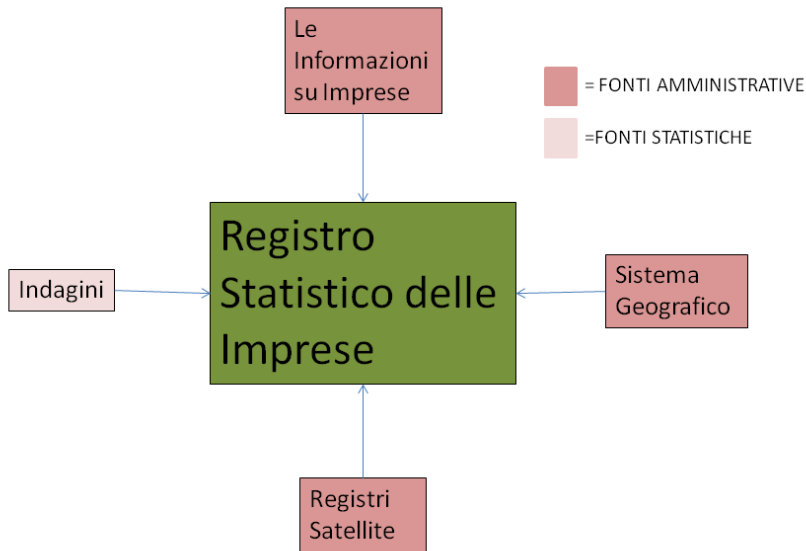 Le
Informazioni
su Imprese
= FONTI AMMINISTRATIVE
=FONTI STATISTICHE
Registro
Statistico delle
Imprese
Indagini
Sistema
Geografico
Registri
Satellite